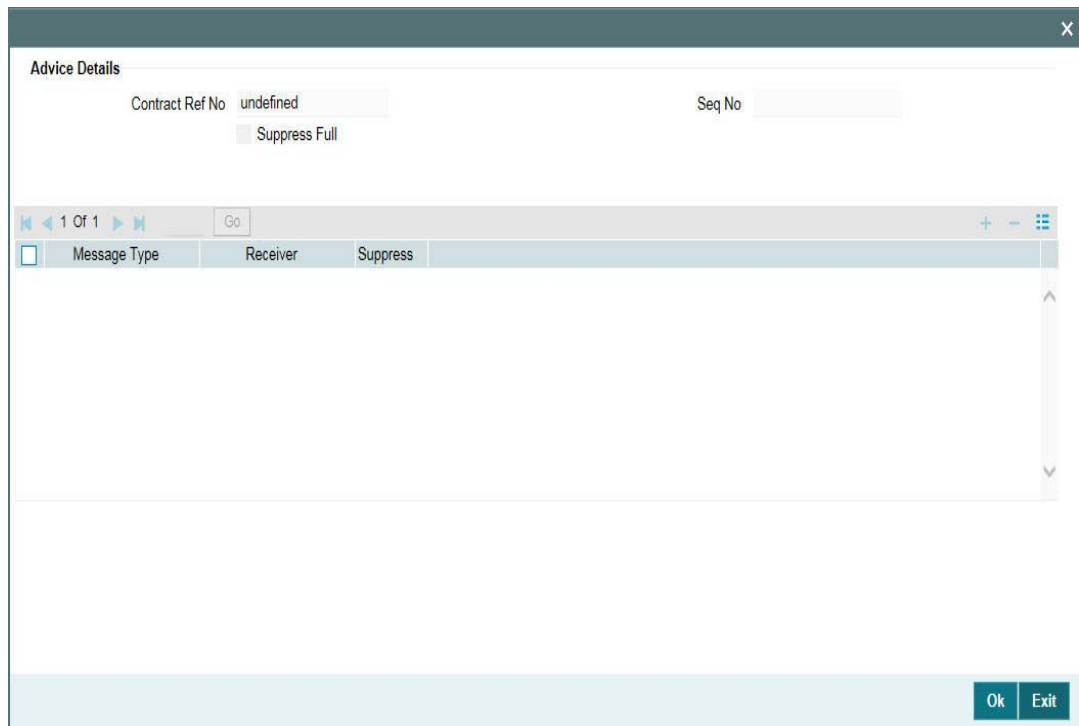 X
Advice Details
Contract Ref No undefined Seq No
Suppress Full
1 Of 1 Go
Message Type Receiver Suppress
Ok Exit